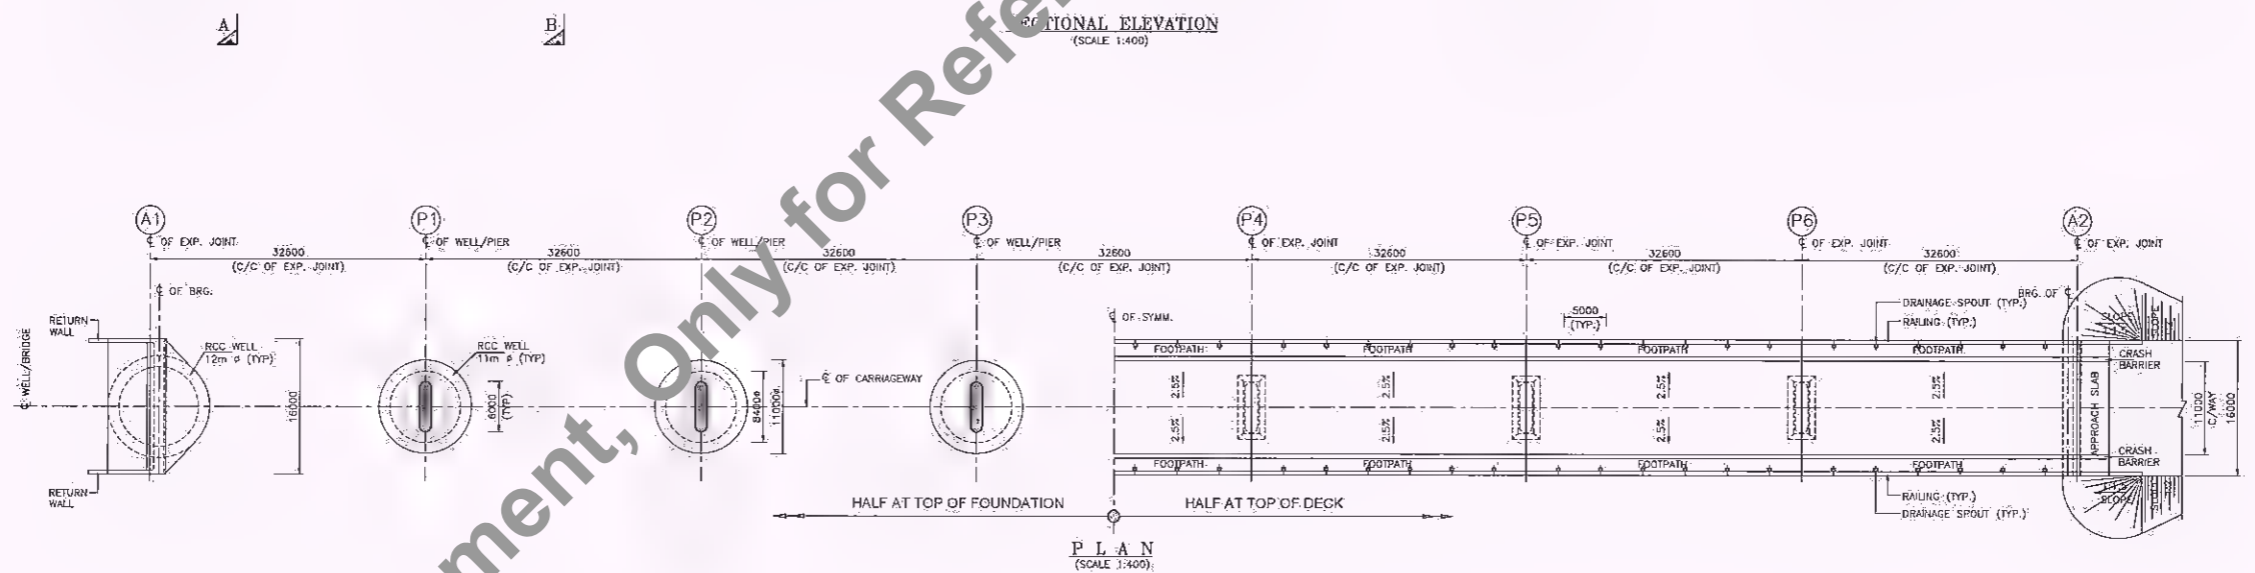 A
B
SECTIONAL ELEVATION
(SCALE 1:400)
A1
P1
P2
P3
P4
P5
P6
A2
℄ OF EXP. JOINT
℄ OF WELL/PIER
℄ OF WELL/PIER
℄ OF WELL/PIER
℄ OF EXP. JOINT
℄ OF EXP. JOINT
℄ OF EXP. JOINT
℄ OF EXP. JOINT
32600
32600
32600
32600
32600
32600
32600
(C/C OF EXP. JOINT)
(C/C OF EXP. JOINT)
(C/C OF EXP. JOINT)
(C/C OF EXP. JOINT)
(C/C OF EXP. JOINT)
(C/C OF EXP. JOINT)
(C/C OF EXP. JOINT)
℄ OF BRG.
BRG. OF ℄
RETURN
WALL
℄ WELL/BRIDGE
RCC WELL
12m ø (TYP)
16000
RETURN
WALL
RCC WELL
11m ø (TYP)
6000
(TYP)
8400ø
11000ø
℄ OF CARRIAGEWAY
℄ OF SYMM.
5000
(TYP.)
DRAINAGE SPOUT (TYP.)
RAILING (TYP.)
FOOTPATH
FOOTPATH
FOOTPATH
FOOTPATH
2.5%
2.5%
2.5%
2.5%
2.5%
2.5%
2.5%
2.5%
FOOTPATH
FOOTPATH
FOOTPATH
FOOTPATH
SLOPE
SLOPE
CRASH
BARRIER
APPROACH SLAB
11000
C/WAY
16000
CRASH
BARRIER
SLOPE
RAILING (TYP.)
DRAINAGE SPOUT (TYP.)
HALF AT TOP OF FOUNDATION
HALF AT TOP OF DECK
PLAN
(SCALE 1:400)
ment, Only for Refe